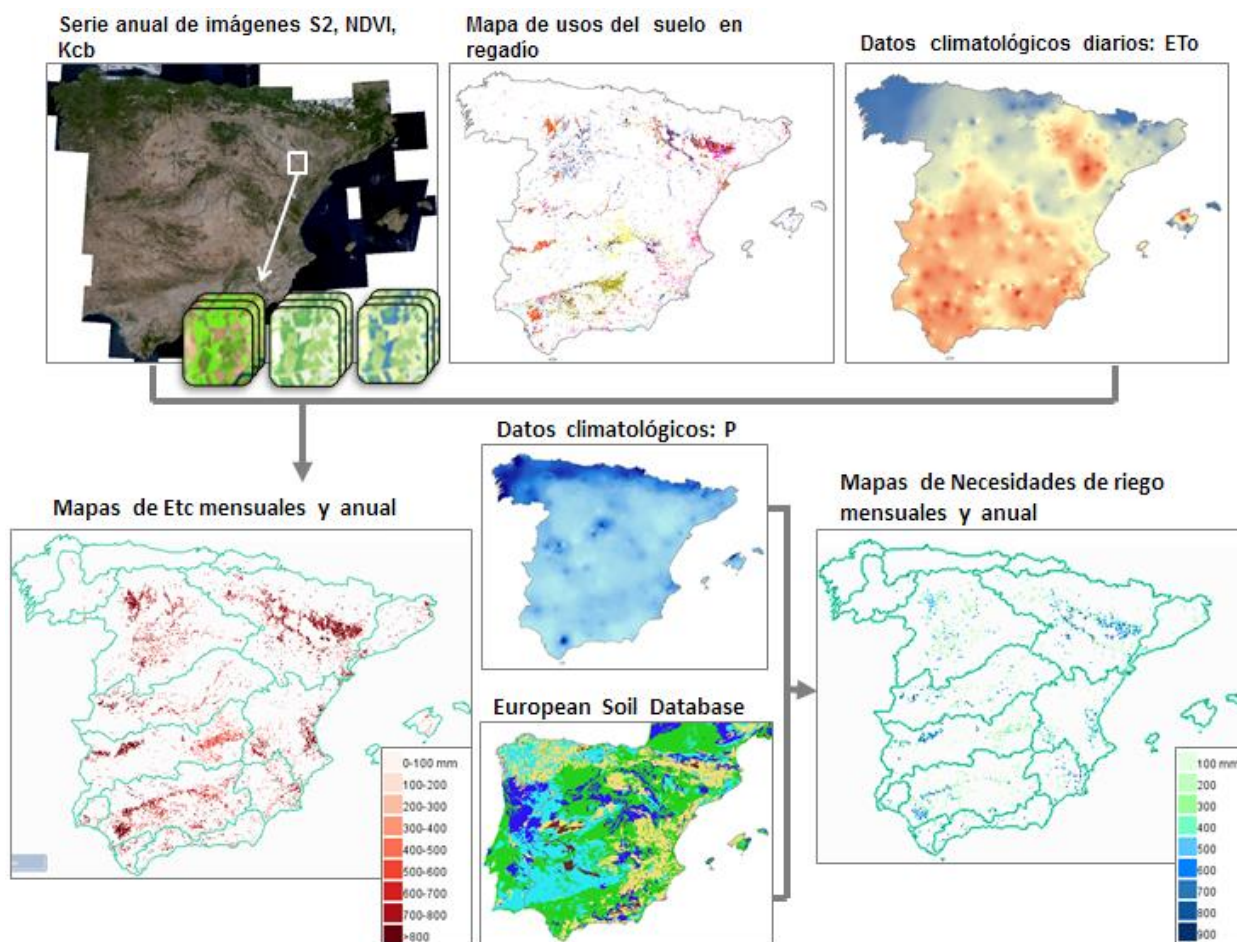 Serie anual de imágenes S2, NDVI,
Kcb
Mapa de usos del suelo en
regadio
Datos climatológicos diarios: ETo
Datos climatológicos: P
Mapas de Etc mensuales y anual
Mapas de Necesidades de riego
mensuales y anual
European Soil Database
0-100 mm
100-200
200-300
300-400
400-500
500-600
600-700
700-800
>800
100 mm
200
300
400
500
600
700
800
900